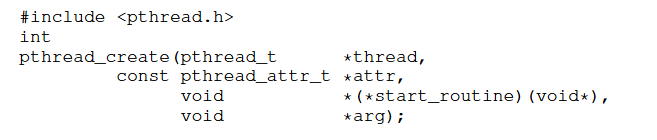 #include <pthread.h>
int
pthread_create(pthread_t *thread,
const pthread_attr_t *attr,
void *(*start_routine)(void*),
void *arg);